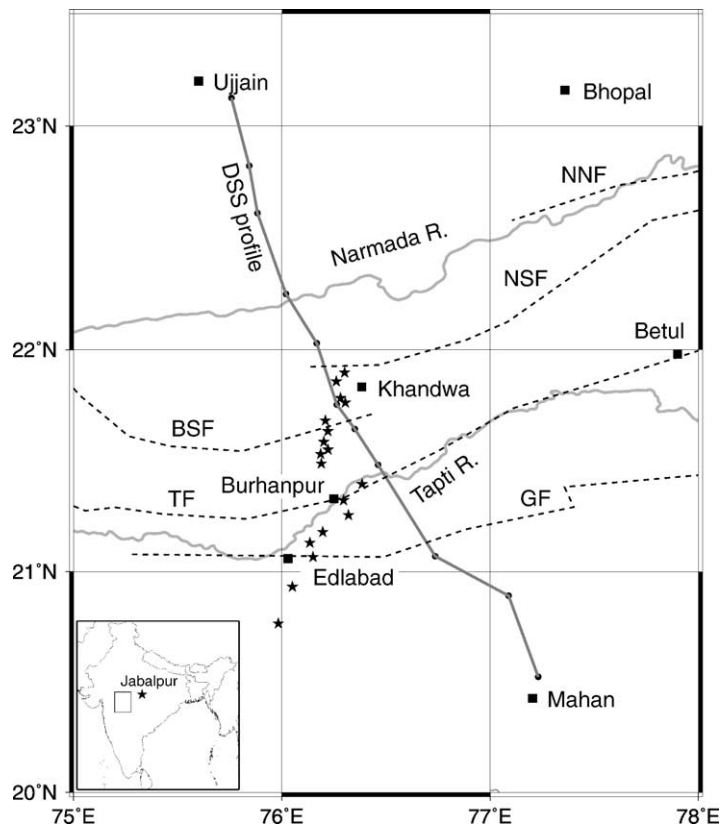 Ujjain
Bhopal
23°N
DSS profile
NNF
Narmada R.
NSF
22°N
Betul
Khandwa
BSF
Burhanpur
Tapti R.
TF
GF
21°N
Edlabad
Jabalpur
Mahan
20°N
75°E
76°E
77°E
78°E